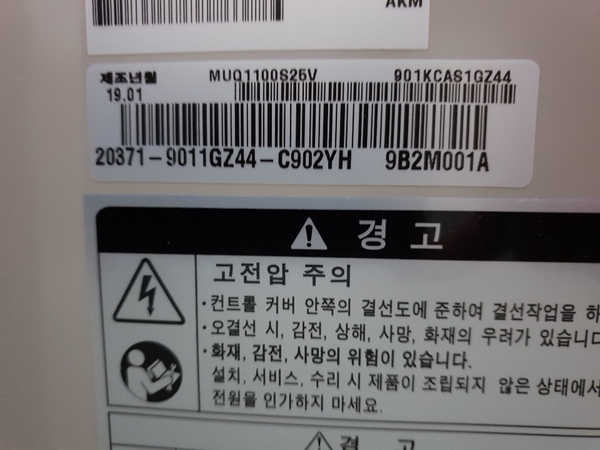 AKM
제조년월 MUQ1100S25V 901KCAS1GZ44
19.01
20371-9011GZ44-C902YH 9B2M001A
경 고
고전압 주의
·컨트롤 커버 안쪽의 결선도에 준하여 결선작업을 하
·오결선 시, 감전, 상해, 사망, 화재의 우려가 있습니다
·화재, 감전, 사망의 위험이 있습니다.
설치, 서비스, 수리 시 제품이 조립되지 않은 상태에서
전원을 인가하지 마세요.
경 고